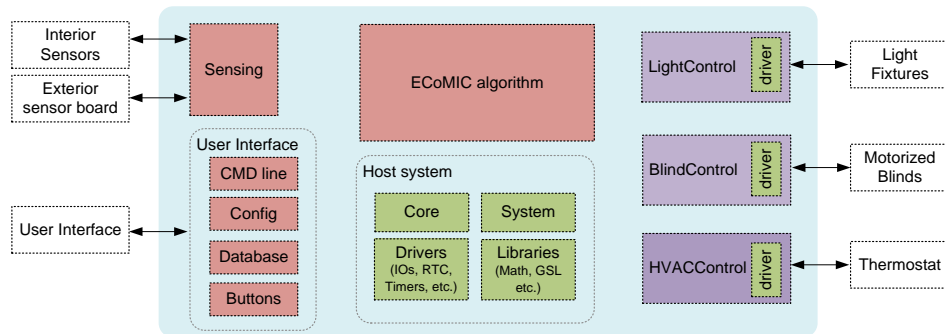 Interior
Sensors
Exterior
sensor board
User Interface
Sensing
User Interface
CMD line
Config
Database
Buttons
ECoMIC algorithm
Host system
Core
System
Drivers
(IOs, RTC,
Timers, etc.)
Libraries
(Math, GSL
etc.)
LightControl
driver
BlindControl
driver
HVACControl
driver
Light
Fixtures
Motorized
Blinds
Thermostat